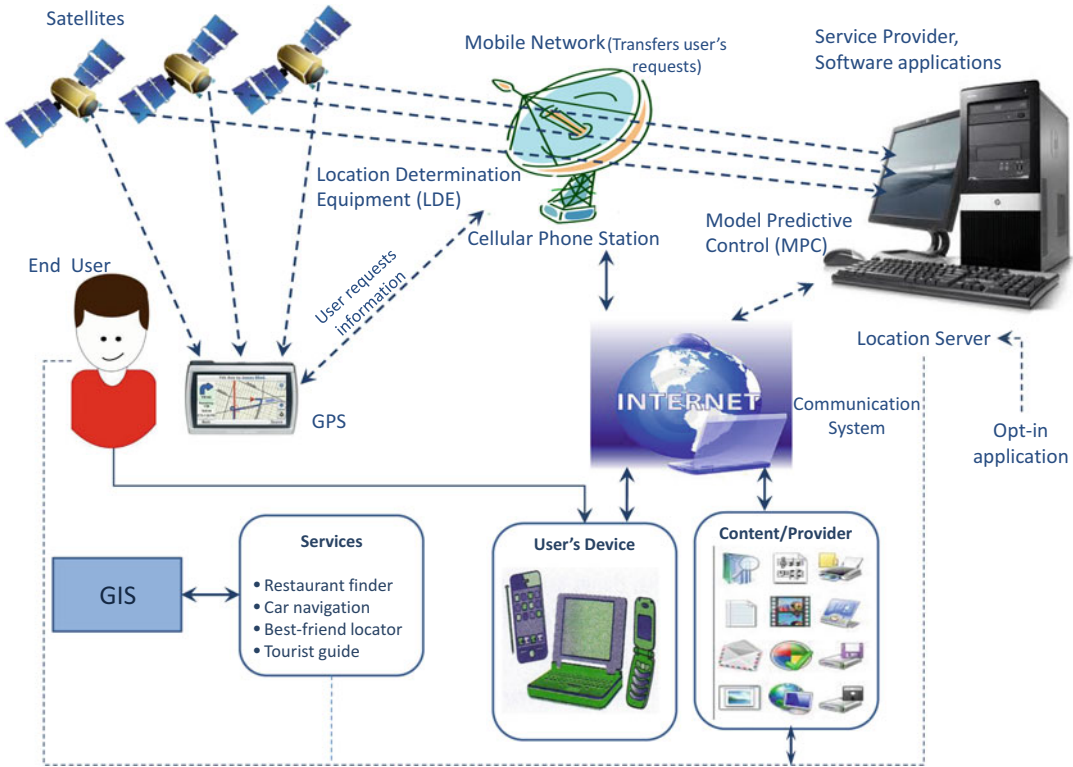 Satellites
Mobile Network (Transfers user's
requests)
Service Provider,
Software applications
Location Determination
Equipment (LDE)
Cellular Phone Station
Model Predictive
Control (MPC)
End User
User requests
information
GPS
INTERNET
Communication
System
Location Server
Opt-in
application
GIS
Services
• Restaurant finder
• Car navigation
• Best-friend locator
• Tourist guide
User's Device
Content/Provider